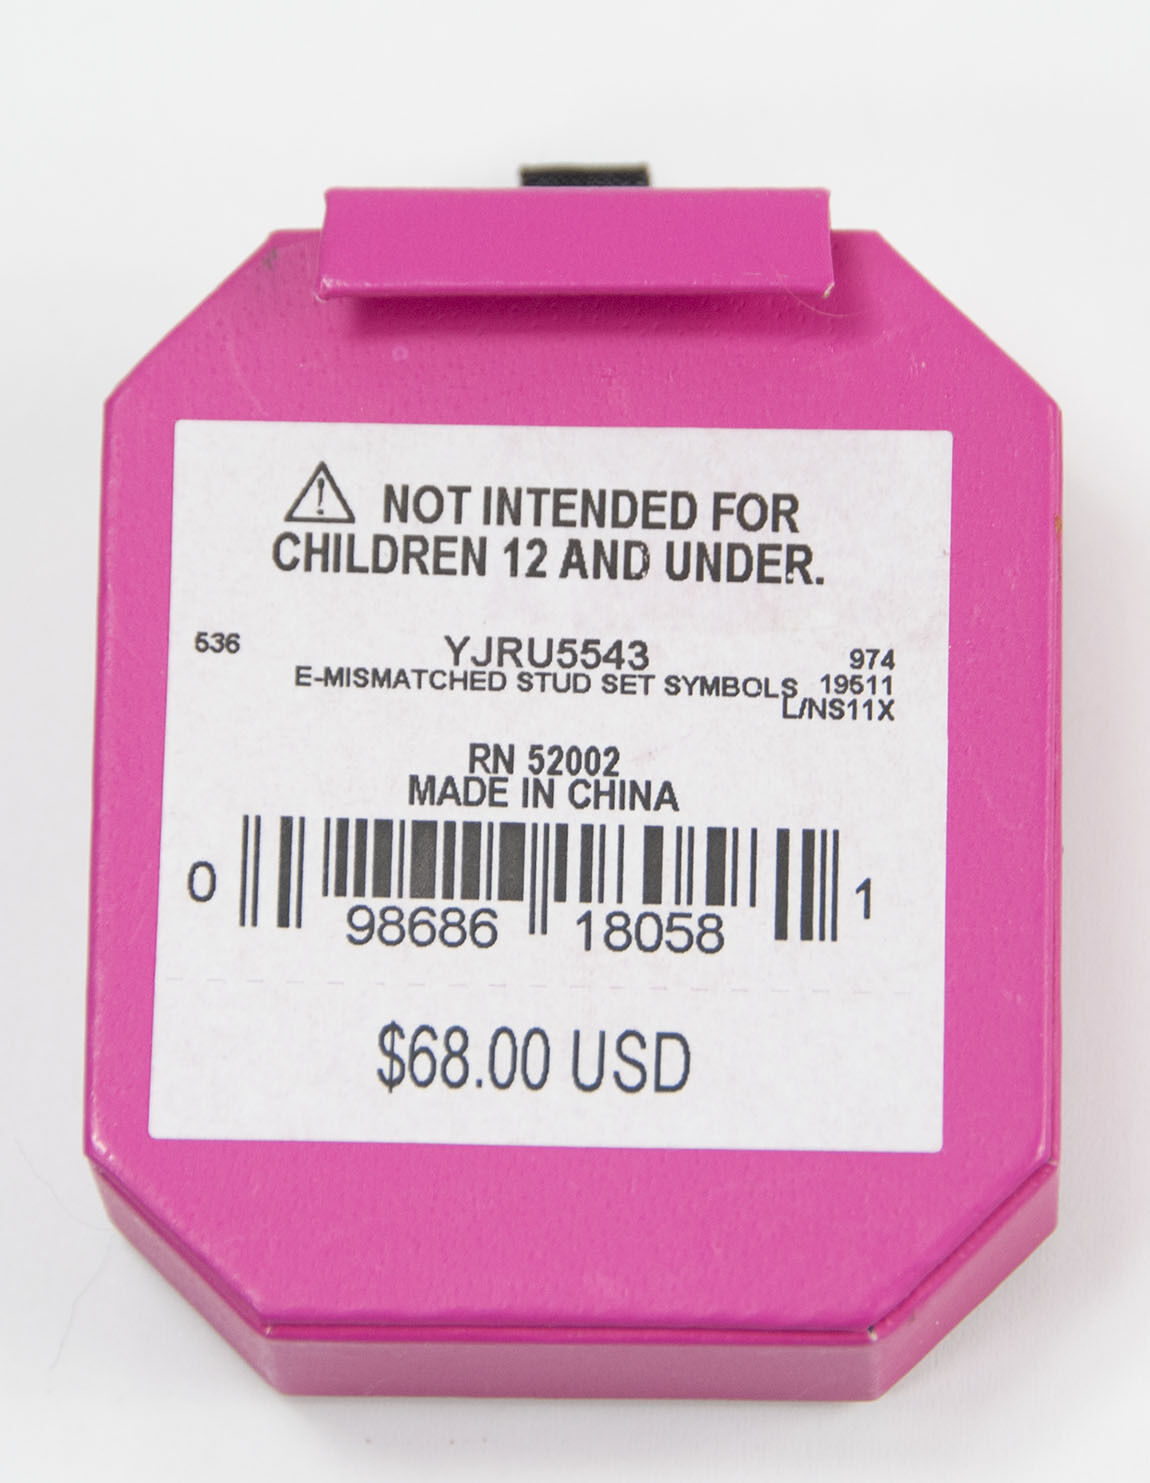 ⚠ NOT INTENDED FOR
CHILDREN 12 AND UNDER.
536 YJRU5543 974
E-MISMATCHED STUD SET SYMBOLS 19511
L/NS11X
RN 52002
MADE IN CHINA
0 98686 18058 1
$68.00 USD